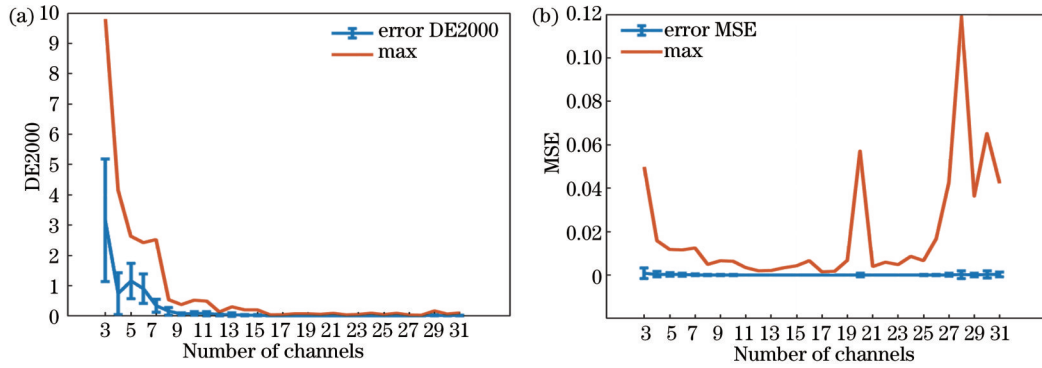 (a)
10
9
8
7
6
5
4
3
2
1
0
DE2000
error DE2000
max
3 5 7 9 11 13 15 17 19 21 23 25 27 29 31
Number of channels
(b)
0.12
0.10
0.08
0.06
0.04
0.02
0
MSE
error MSE
max
3 5 7 9 11 13 15 17 19 21 23 25 27 29 31
Number of channels